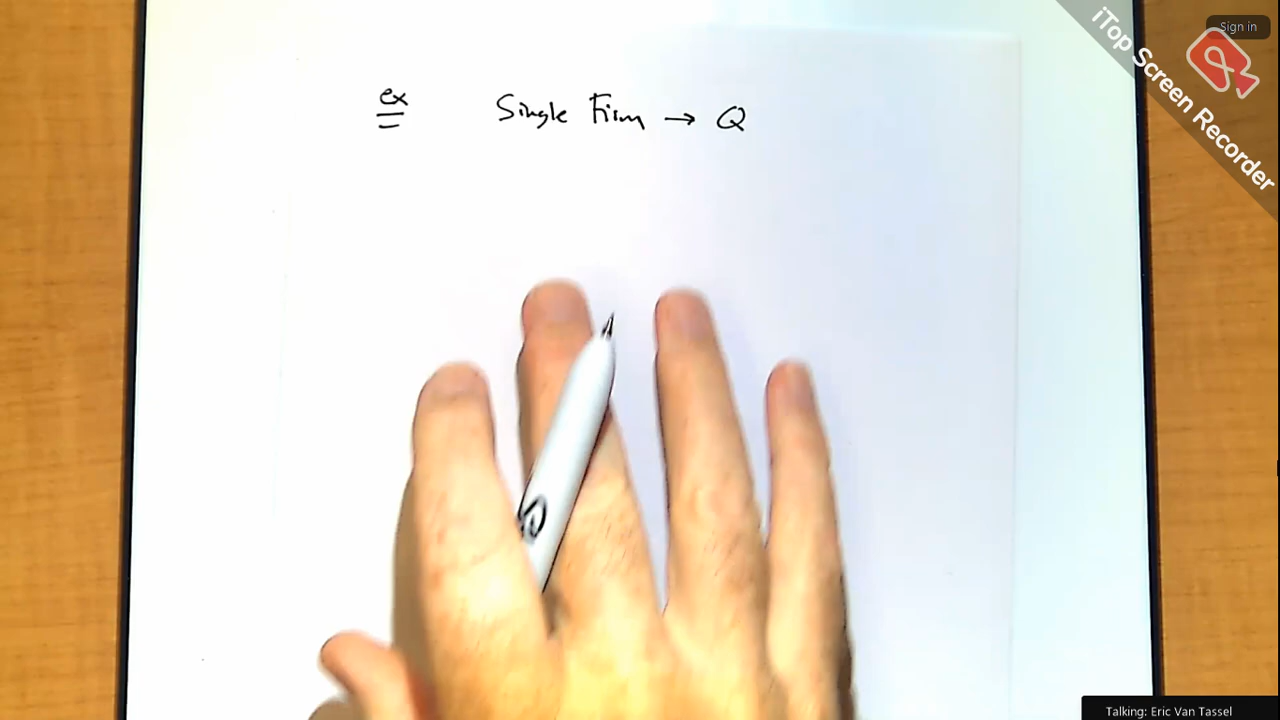 ex Single Firm → Q
iTop Screen Recorder
Sign in
Talking: Eric Van Tassel